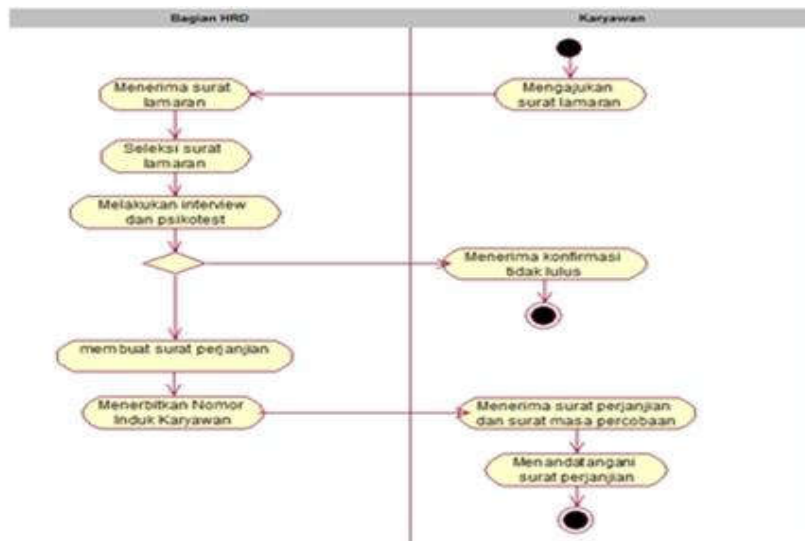 Bagian HRD
Karyawan
Mengajukan
surat lamaran
Menerima surat
lamaran
Seleksi surat
lamaran
Melakukan interview
dan psikotest
Menerima konfirmasi
tidak lulus
membuat surat perjanjian
Menerbitkan Nomor
Induk Karyawan
Menerima surat perjanjian
dan surat masa percobaan
Menandatangani
surat perjanjian